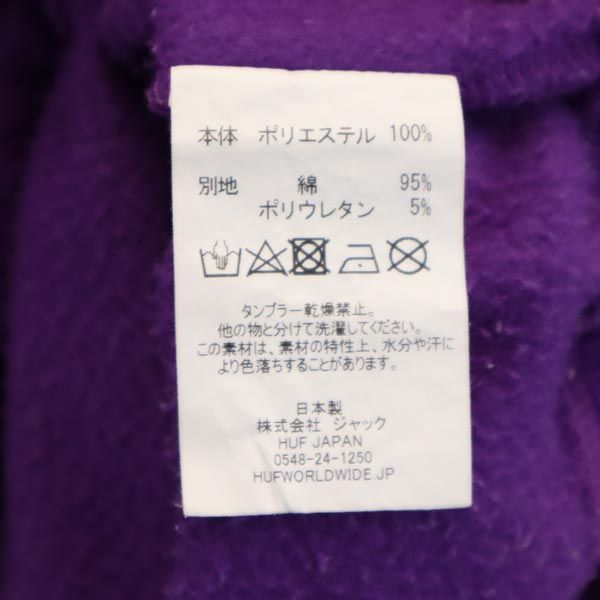 本体 ポリエステル 100%
別地 綿 95%
ポリウレタン 5%
タンブラー乾燥禁止。
他の物と分けて洗濯してください。
この素材は、素材の特性上、水分や汗に
より色落ちすることがあります。
日本製
株式会社 ジャック
HUF JAPAN
0548-24-1250
HUFWORLDWIDE.JP